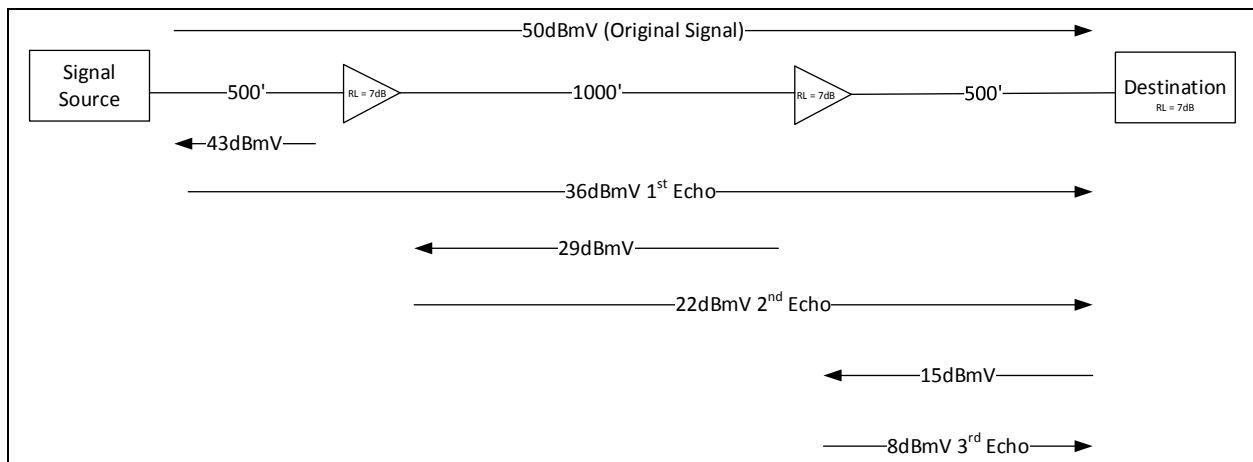 50dBmV (Original Signal)
Signal
Source
500'
RL = 7dB
1000'
RL = 7dB
500'
Destination
RL = 7dB
43dBmV
36dBmV 1st Echo
29dBmV
22dBmV 2nd Echo
15dBmV
8dBmV 3rd Echo